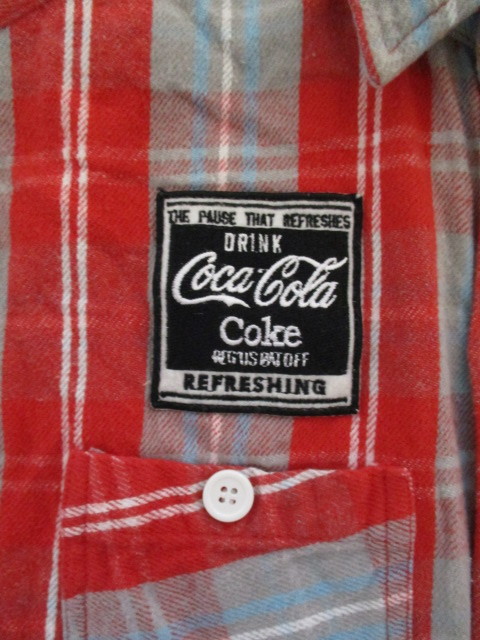 THE PAUSE THAT REFRESHES
DRINK
Coca-Cola
Coke
REG'US PAT OFF
REFRESHING